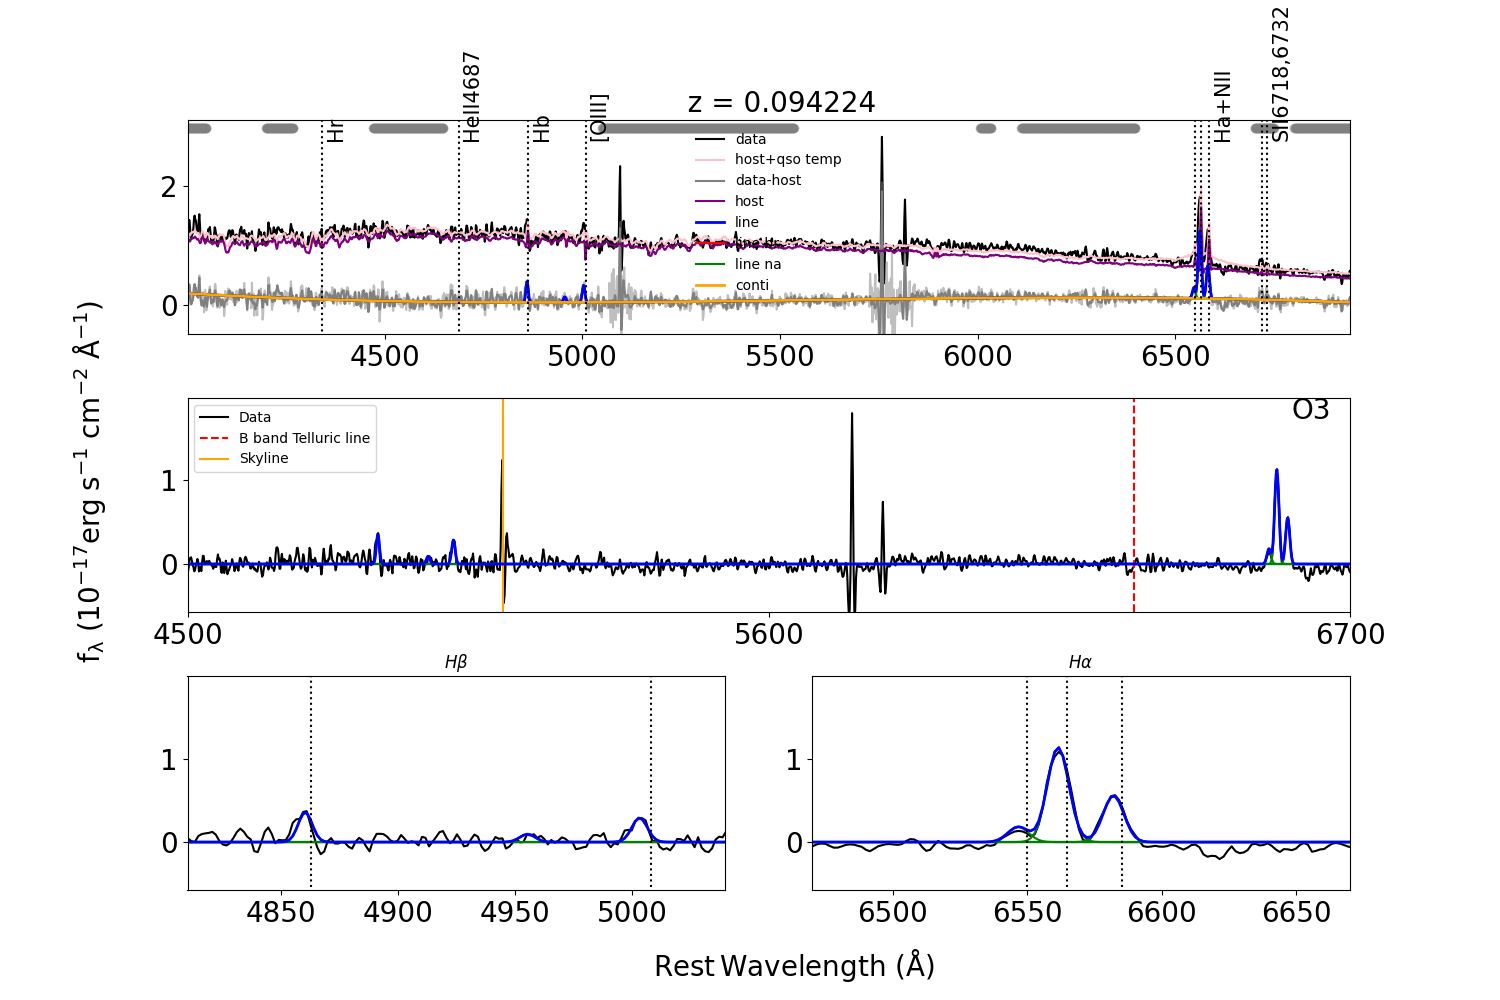 z = 0.094224
Hr
HeII4687
Hb
[OIII]
Ha+NII
SII6718,6732
data
host+qso temp
data-host
host
line
line na
conti
2
0
4500 5000 5500 6000 6500
Data
B band Telluric line
Skyline
O3
1
0
4500 5600 6700
fλ (10⁻¹⁷erg s⁻¹ cm⁻² Å⁻¹)
Hβ
1
0
4850 4900 4950 5000
Hα
1
0
6500 6550 6600 6650
Rest Wavelength (Å)